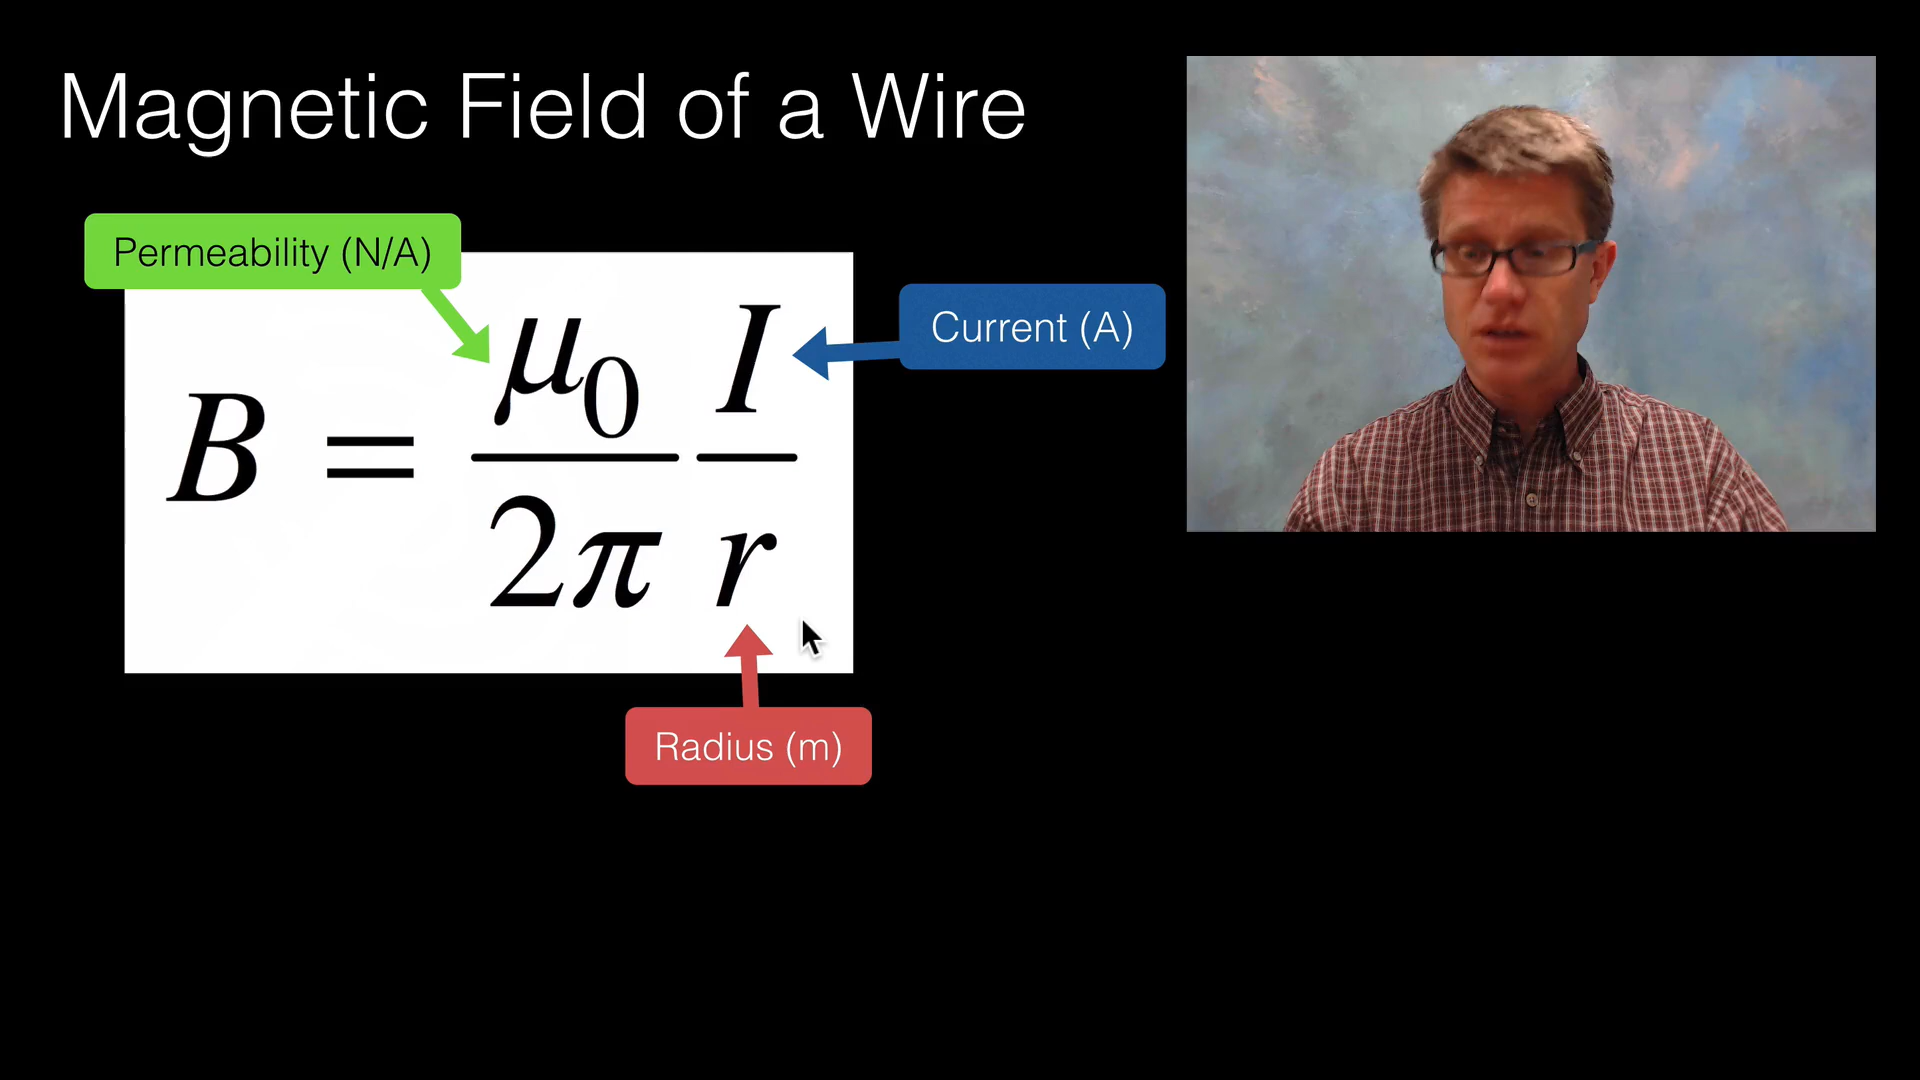 Magnetic Field of a Wire
Permeability (N/A)
Current (A)
B = μ₀/2π I/r
Radius (m)